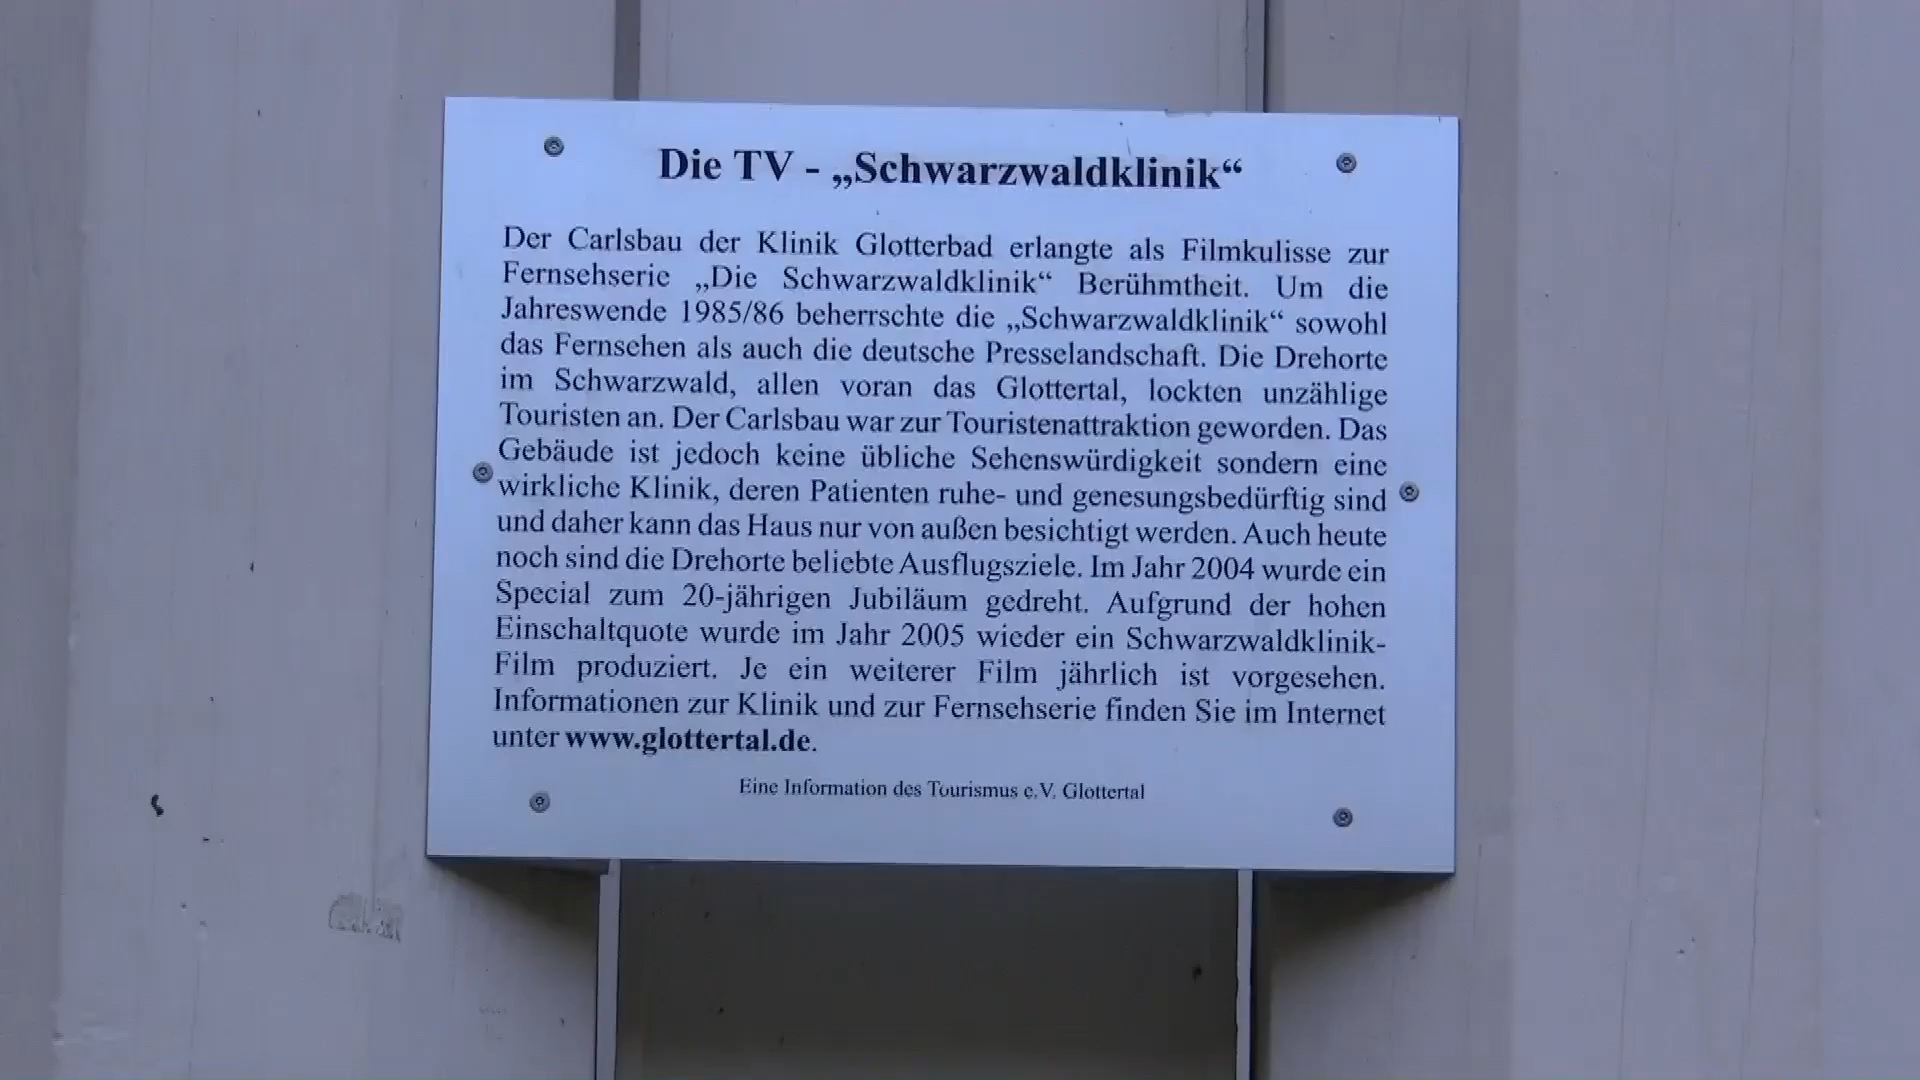 Die TV - „Schwarzwaldklinik“
Der Carlsbau der Klinik Glotterbad erlangte als Filmkulisse zur
Fernsehserie „Die Schwarzwaldklinik“ Berühmtheit. Um die
Jahreswende 1985/86 beherrschte die „Schwarzwaldklinik“ sowohl
das Fernsehen als auch die deutsche Presselandschaft. Die Drehorte
im Schwarzwald, allen voran das Glottertal, lockten unzählige
Touristen an. Der Carlsbau war zur Touristenattraktion geworden. Das
Gebäude ist jedoch keine übliche Sehenswürdigkeit sondern eine
wirkliche Klinik, deren Patienten ruhe- und genesungsbedürftig sind
und daher kann das Haus nur von außen besichtigt werden. Auch heute
noch sind die Drehorte beliebte Ausflugsziele. Im Jahr 2004 wurde ein
Special zum 20-jährigen Jubiläum gedreht. Aufgrund der hohen
Einschaltquote wurde im Jahr 2005 wieder ein Schwarzwaldklinik-
Film produziert. Je ein weiterer Film jährlich ist vorgesehen.
Informationen zur Klinik und zur Fernsehserie finden Sie im Internet
unter www.glottertal.de.
Eine Information des Tourismus e.V. Glottertal